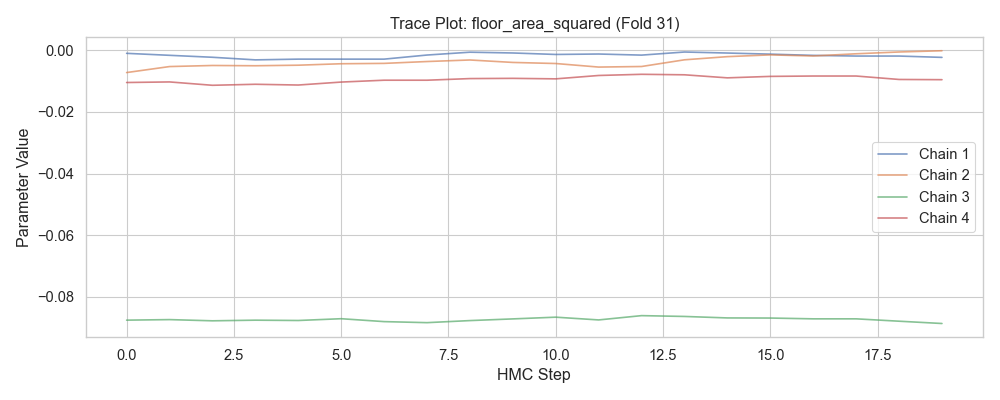 Trace Plot: floor_area_squared (Fold 31)
Parameter Value
0.00
−0.02
−0.04
−0.06
−0.08
Chain 1
Chain 2
Chain 3
Chain 4
0.0 2.5 5.0 7.5 10.0 12.5 15.0 17.5
HMC Step